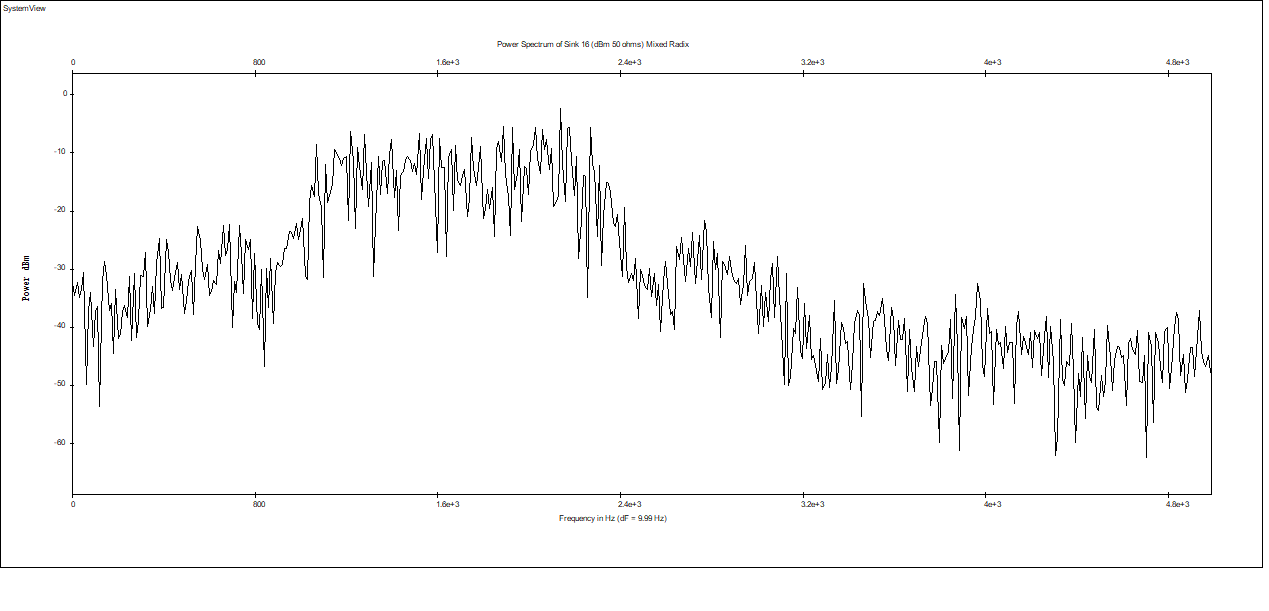 SystemView
Power Spectrum of Sink 16 (dBm 50 ohms) Mixed Radix
0 800 1.6e+3 2.4e+3 3.2e+3 4e+3 4.8e+3
0
-10
-20
-30
-40
-50
-60
Power dBm
0 800 1.6e+3 2.4e+3 3.2e+3 4e+3 4.8e+3
Frequency in Hz (dF = 9.99 Hz)